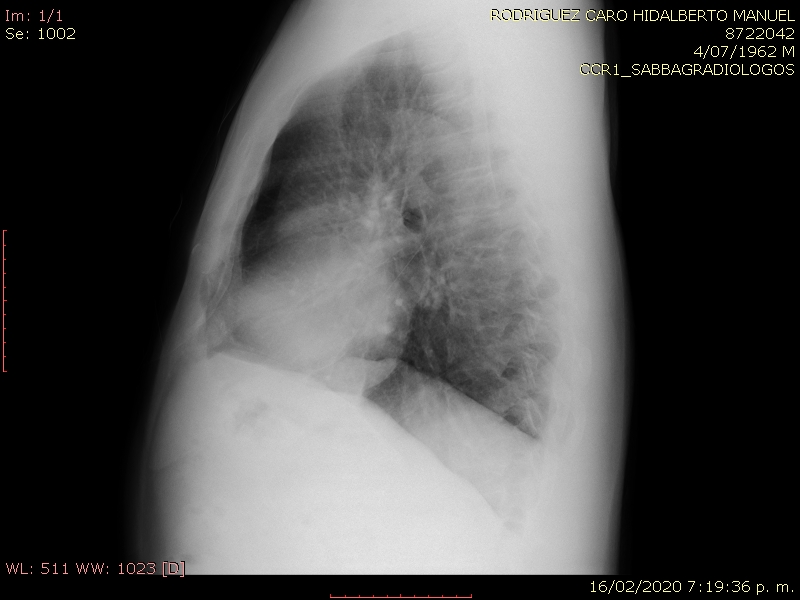 Im: 1/1
Se: 1002
RODRIGUEZ CARO HIDALBERTO MANUEL
8722042
4/07/1962 M
CCR1_SABBAGRADIOLOGOS
WL: 511 WW: 1023 [D]
16/02/2020 7:19:36 p. m.